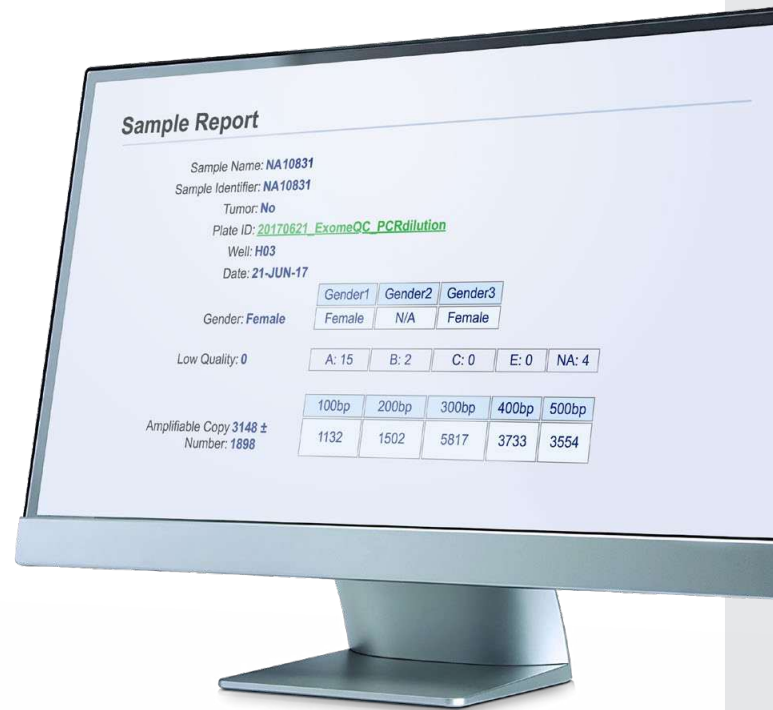 Sample Report
Sample Name: NA10831
Sample Identifier: NA10831
Tumor: No
Plate ID: 20170621_ExomeQC_PCRdilution
Well: H03
Date: 21-JUN-17
Gender1 Gender2 Gender3
Gender: Female Female N/A Female
Low Quality: 0 A: 15 B: 2 C: 0 E: 0 NA: 4
100bp 200bp 300bp 400bp 500bp
Amplifiable Copy 3148 ±
Number: 1898 1132 1502 5817 3733 3554